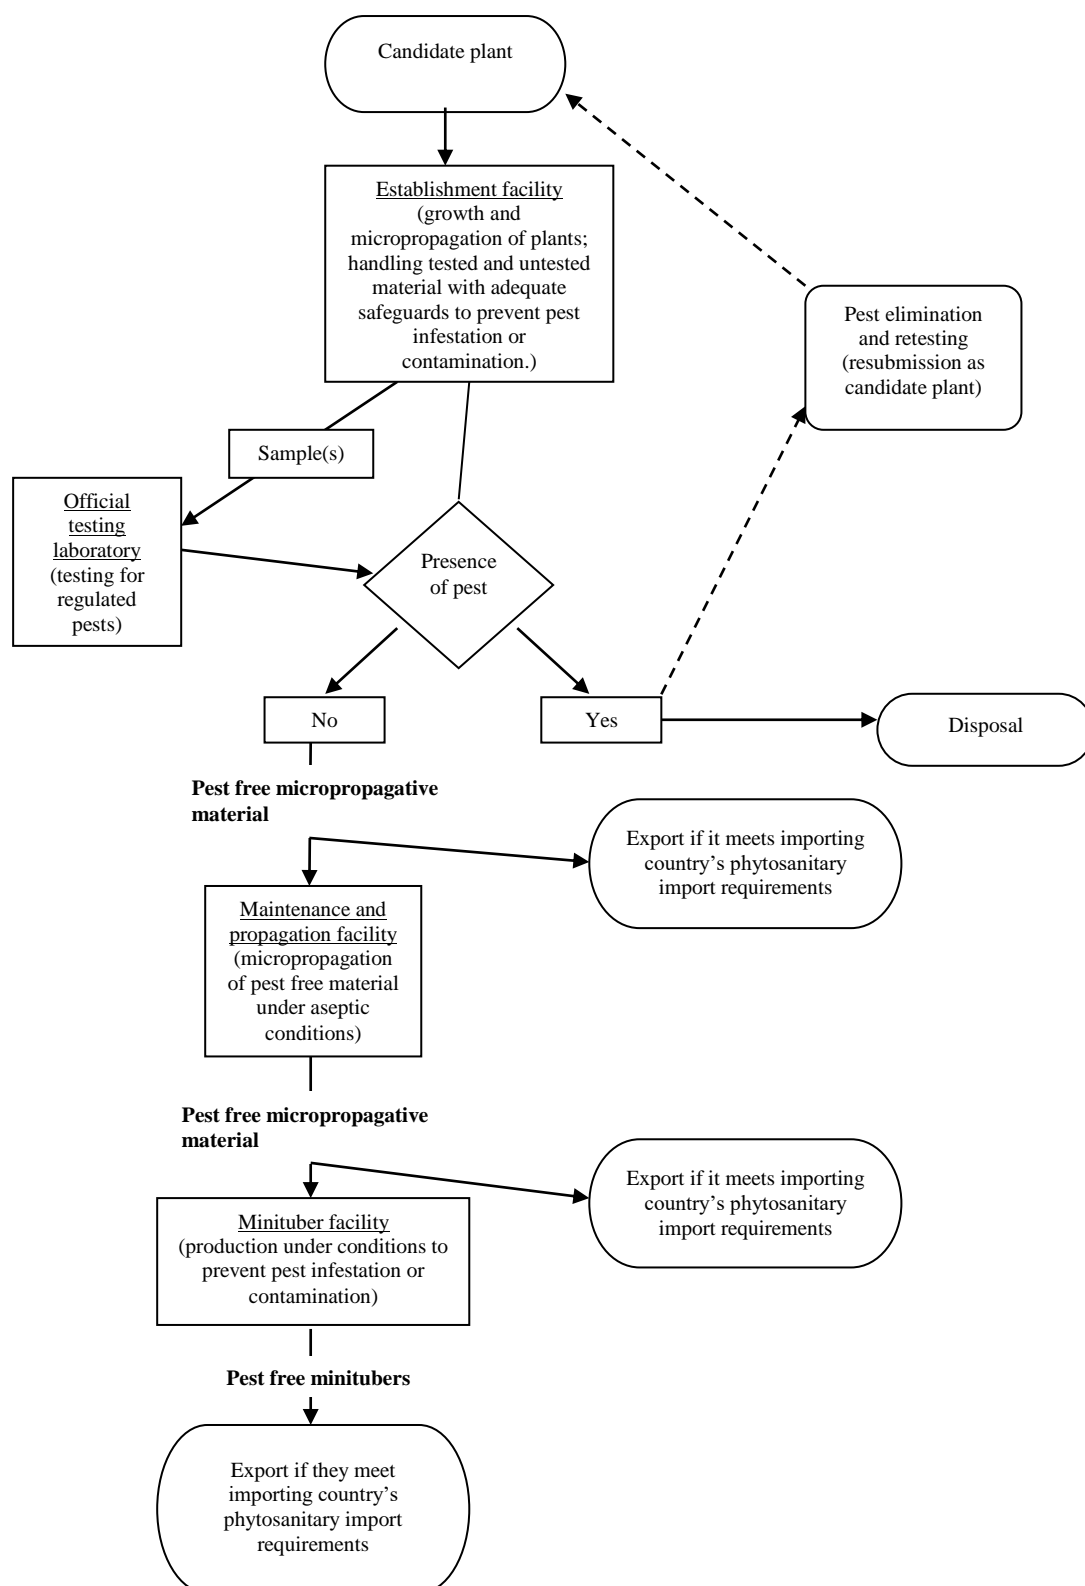 Candidate plant
Establishment facility
(growth and
micropropagation of plants;
handling tested and untested
material with adequate
safeguards to prevent pest
infestation or
contamination.)
Pest elimination
and retesting
(resubmission as
candidate plant)
Sample(s)
Official
testing
laboratory
(testing for
regulated
pests)
Presence
of pest
No
Yes
Disposal
Pest free micropropagative
material
Export if it meets importing
country’s phytosanitary
import requirements
Maintenance and
propagation facility
(micropropagation
of pest free material
under aseptic
conditions)
Pest free micropropagative
material
Export if it meets importing
country’s phytosanitary
import requirements
Minituber facility
(production under conditions to
prevent pest infestation or
contamination)
Pest free minitubers
Export if they meet
importing country’s
phytosanitary import
requirements